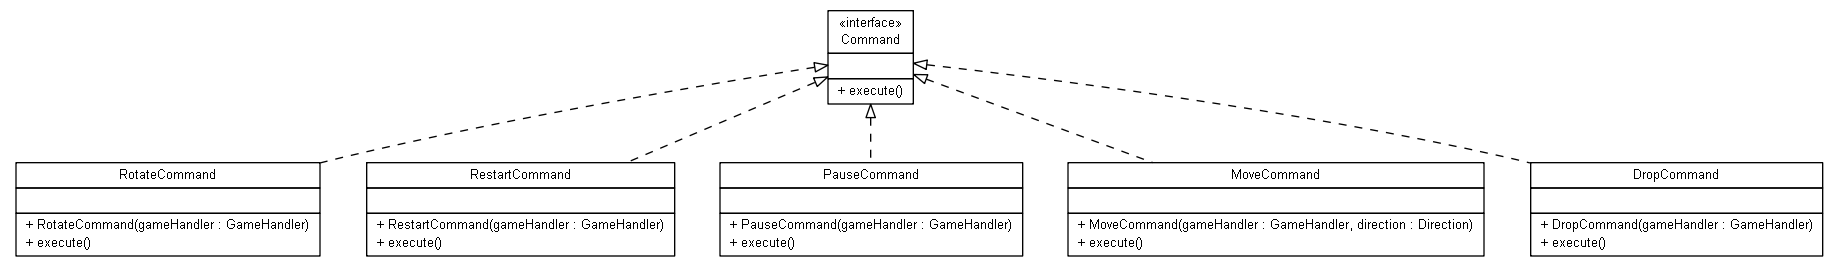 «interface»
Command
+ execute()
RotateCommand
+ RotateCommand(gameHandler : GameHandler)
+ execute()
RestartCommand
+ RestartCommand(gameHandler : GameHandler)
+ execute()
PauseCommand
+ PauseCommand(gameHandler : GameHandler)
+ execute()
MoveCommand
+ MoveCommand(gameHandler : GameHandler, direction : Direction)
+ execute()
DropCommand
+ DropCommand(gameHandler : GameHandler)
+ execute()